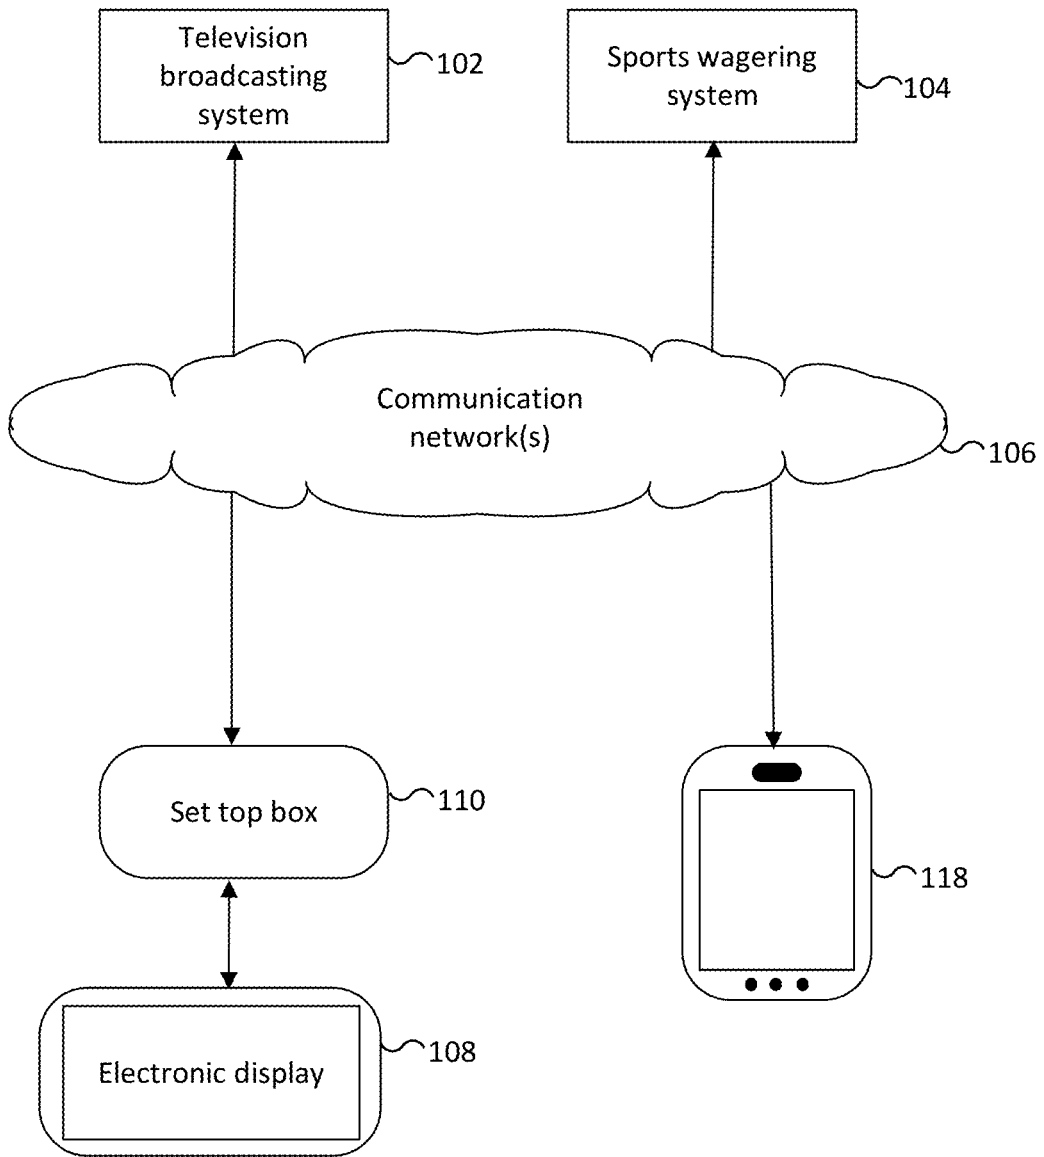 Television
broadcasting
system
102
Sports wagering
system
104
Communication
network(s)
106
Set top box
110
118
Electronic display
108